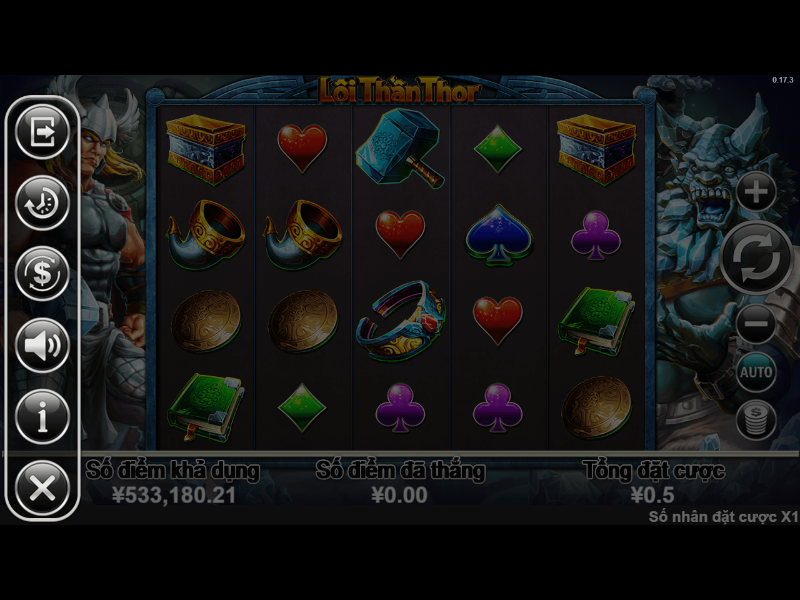 Lôi Thần Thor
0.17.3
AUTO
Số điểm khả dụng
¥533,180.21
Số điểm đã thắng
¥0.00
Tổng đặt cược
¥0.5
Số nhân đặt cược X1